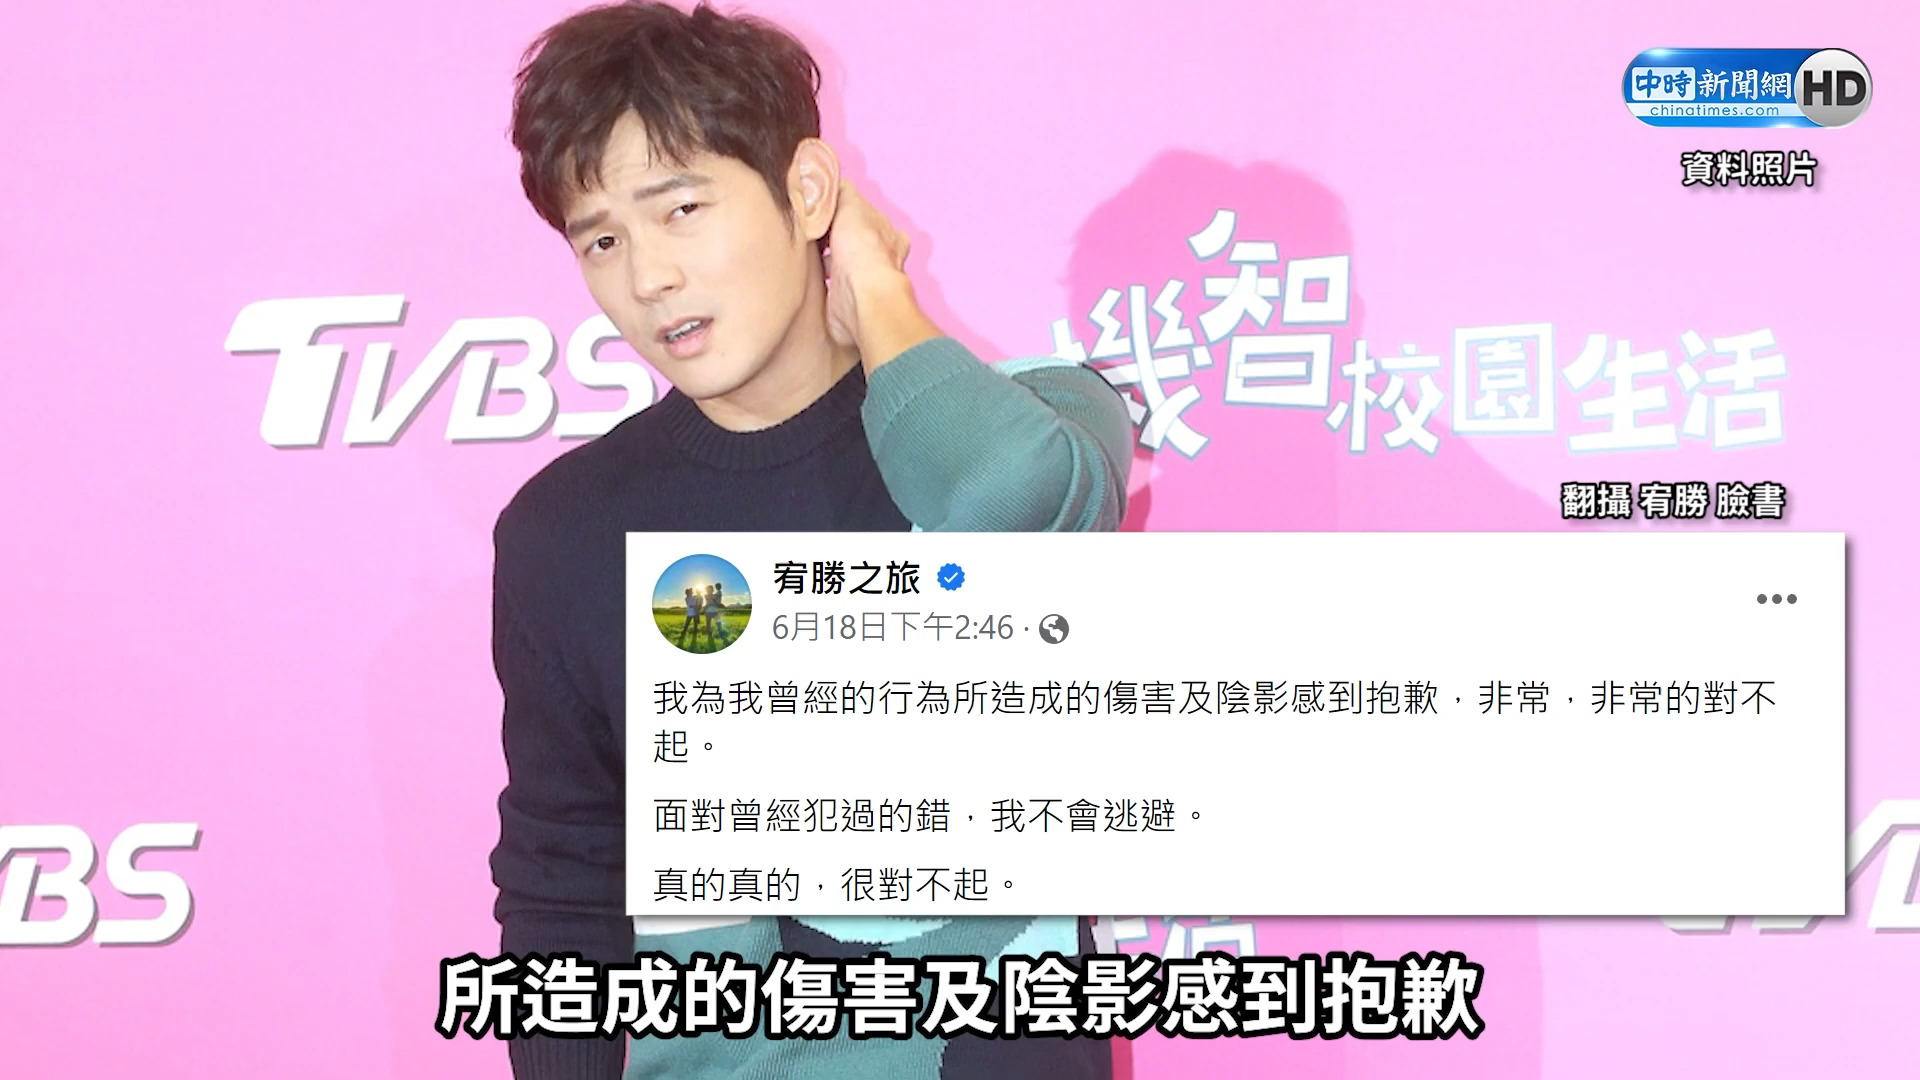 中時新聞網HD
chinatimes.com
資料照片
TVBS
機智校園生活
翻攝 宥勝 臉書
宥勝之旅
6月18日下午2:46 ·
我為我曾經的行為所造成的傷害及陰影感到抱歉，非常，非常的對不
起。
面對曾經犯過的錯，我不會逃避。
真的真的，很對不起。
BS
所造成的傷害及陰影感到抱歉